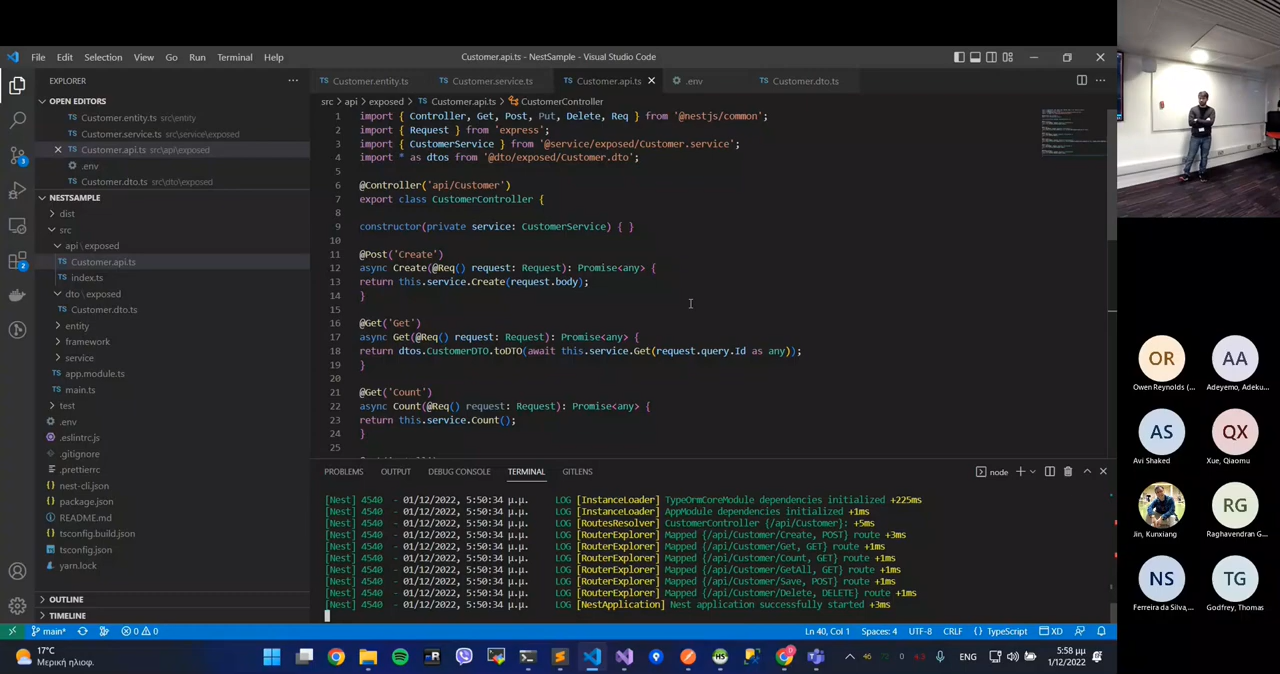 File Edit Selection View Go Run Terminal Help
Customer.api.ts - NestSample - Visual Studio Code
EXPLORER
OPEN EDITORS
Customer.entity.ts src\entity
Customer.service.ts src\service\exposed
Customer.api.ts src\api\exposed
.env
Customer.dto.ts src\dto\exposed
NESTSAMPLE
dist
src
api \ exposed
Customer.api.ts
index.ts
dto \ exposed
Customer.dto.ts
entity
framework
service
app.module.ts
main.ts
test
.env
.eslintrc.js
.gitignore
.prettierrc
nest-cli.json
package.json
README.md
tsconfig.build.json
tsconfig.json
yarn.lock
OUTLINE
TIMELINE
Customer.entity.ts Customer.service.ts Customer.api.ts .env Customer.dto.ts
src > api > exposed > Customer.api.ts > CustomerController
1 import { Controller, Get, Post, Put, Delete, Req } from '@nestjs/common';
2 import { Request } from 'express';
3 import { CustomerService } from '@service/exposed/Customer.service';
4 import * as dtos from '@dto/exposed/Customer.dto';
5
6 @Controller('api/Customer')
7 export class CustomerController {
8
9 constructor(private service: CustomerService) { }
10
11 @Post('Create')
12 async Create(@Req() request: Request): Promise<any> {
13 return this.service.Create(request.body);
14 }
15
16 @Get('Get')
17 async Get(@Req() request: Request): Promise<any> {
18 return dtos.CustomerDTO.toDTO(await this.service.Get(request.query.Id as any));
19 }
20
21 @Get('Count')
22 async Count(@Req() request: Request): Promise<any> {
23 return this.service.Count();
24 }
25
PROBLEMS OUTPUT DEBUG CONSOLE TERMINAL GITLENS
node
[Nest] 4540 - 01/12/2022, 5:50:34 μ.μ. LOG [InstanceLoader] TypeOrmCoreModule dependencies initialized +225ms
[Nest] 4540 - 01/12/2022, 5:50:34 μ.μ. LOG [InstanceLoader] AppModule dependencies initialized +1ms
[Nest] 4540 - 01/12/2022, 5:50:34 μ.μ. LOG [RoutesResolver] CustomerController {/api/Customer}: +5ms
[Nest] 4540 - 01/12/2022, 5:50:34 μ.μ. LOG [RouterExplorer] Mapped {/api/Customer/Create, POST} route +3ms
[Nest] 4540 - 01/12/2022, 5:50:34 μ.μ. LOG [RouterExplorer] Mapped {/api/Customer/Get, GET} route +1ms
[Nest] 4540 - 01/12/2022, 5:50:34 μ.μ. LOG [RouterExplorer] Mapped {/api/Customer/Count, GET} route +1ms
[Nest] 4540 - 01/12/2022, 5:50:34 μ.μ. LOG [RouterExplorer] Mapped {/api/Customer/GetAll, GET} route +1ms
[Nest] 4540 - 01/12/2022, 5:50:34 μ.μ. LOG [RouterExplorer] Mapped {/api/Customer/Save, POST} route +1ms
[Nest] 4540 - 01/12/2022, 5:50:34 μ.μ. LOG [RouterExplorer] Mapped {/api/Customer/Delete, DELETE} route +1ms
[Nest] 4540 - 01/12/2022, 5:50:34 μ.μ. LOG [NestApplication] Nest application successfully started +3ms
main* 0 0 Ln 40, Col 1 Spaces: 4 UTF-8 CRLF { } TypeScript XD
17°C
Μερική ηλιοφ.
ENG
5:58 μμ
1/12/2022
OR AA
Owen Reynolds (... Adeyemo, Adeku...
AS QX
Avi Shaked Xue, Qiaomu
RG
Jin, Kunxiang Raghavendran G...
NS TG
Ferreira da Silva,... Godfrey, Thomas